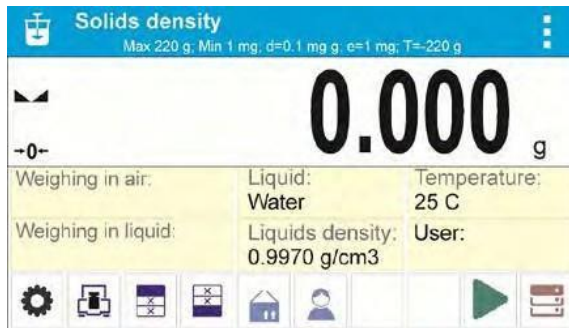 Solids density
Max 220 g; Min 1 mg; d=0.1 mg g; e=1 mg; T=-220 g
0.000 g
→0←
Weighing in air:
Liquid:
Water
Temperature:
25 C
Weighing in liquid:
Liquids density:
0.9970 g/cm3
User: